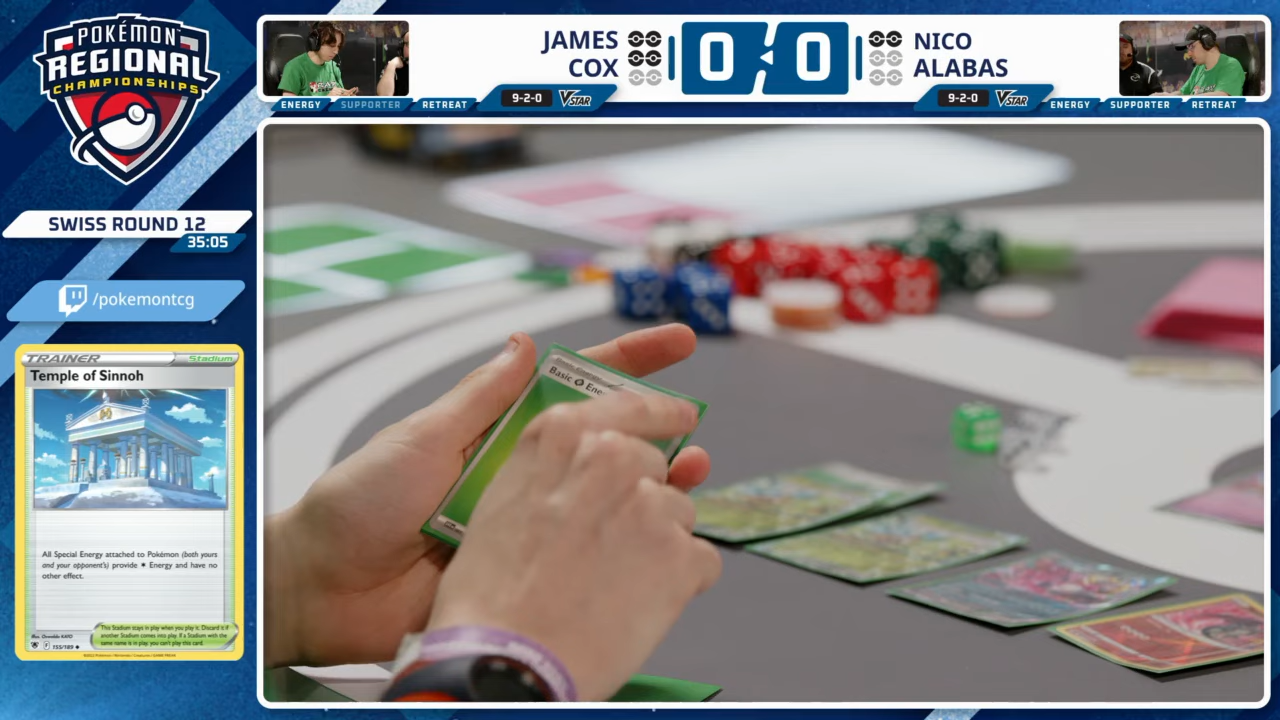 POKÉMON
REGIONAL
CHAMPIONSHIPS
JAMES
COX
0 0
NICO
ALABAS
ENERGY SUPPORTER RETREAT
9-2-0 VSTAR
9-2-0 VSTAR
ENERGY SUPPORTER RETREAT
SWISS ROUND 12
35:05
/pokemontcg
TRAINER Stadium
Temple of Sinnoh
All Special Energy attached to Pokémon (both yours
and your opponent's) provide Energy and have no
other effect.
This Stadium stays in play when you play it. Discard it if
another Stadium comes into play. If a Stadium with the
same name is in play, you can't play this card.
155/189
Basic Ene